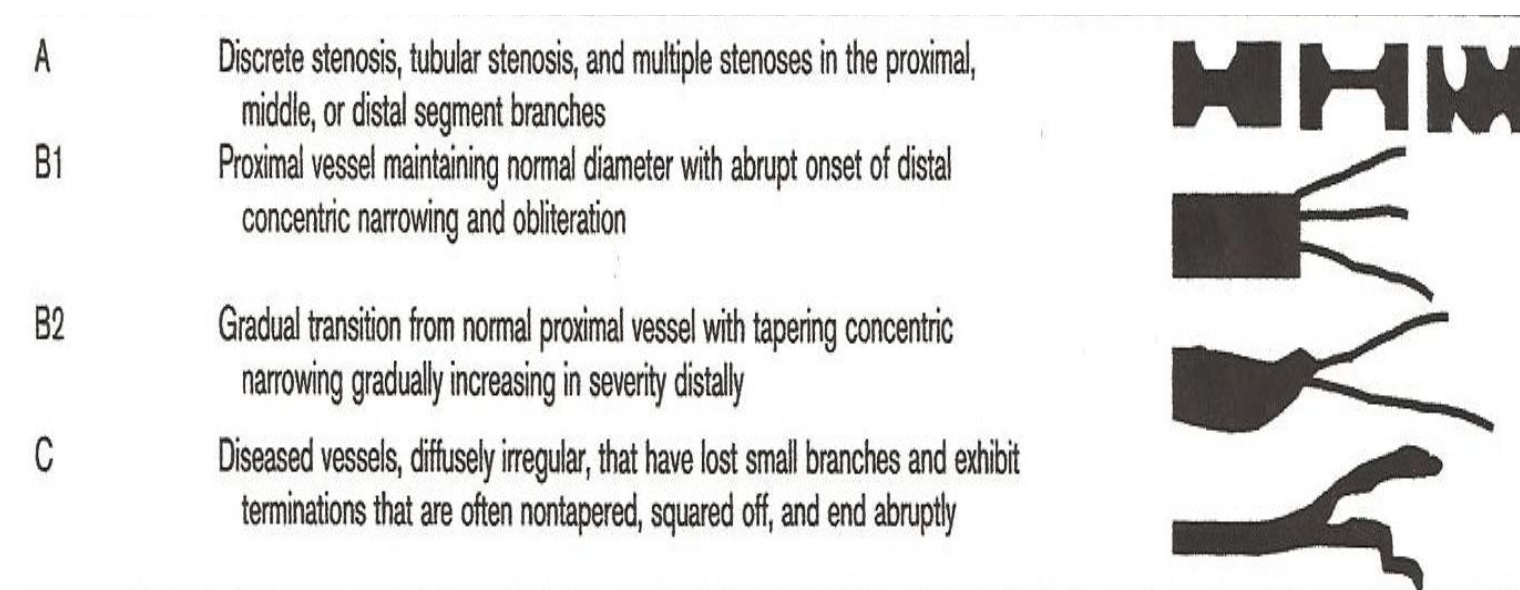 A Discrete stenosis, tubular stenosis, and multiple stenoses in the proximal,
middle, or distal segment branches
B1 Proximal vessel maintaining normal diameter with abrupt onset of distal
concentric narrowing and obliteration
B2 Gradual transition from normal proximal vessel with tapering concentric
narrowing gradually increasing in severity distally
C Diseased vessels, diffusely irregular, that have lost small branches and exhibit
terminations that are often nontapered, squared off, and end abruptly